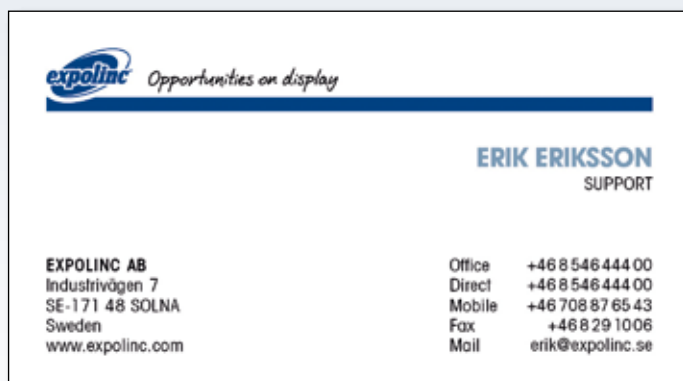 expolinc Opportunities on display
ERIK ERIKSSON
SUPPORT
EXPOLINC AB
Industrivägen 7
SE-171 48 SOLNA
Sweden
www.expolinc.com
Office +46 8 546 444 00
Direct +46 8 546 444 00
Mobile +46 708 87 65 43
Fax +46 8 29 10 06
Mail erik@expolinc.se